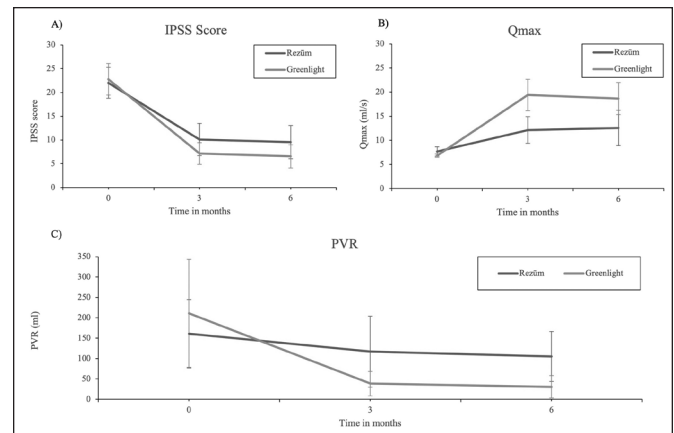 A)
IPSS Score
Rezūm
Greenlight
30
25
20
15
10
5
0
IPSS score
0 3 6
Time in months
B)
Qmax
Rezūm
Greenlight
25
20
15
10
5
0
Qmax (ml/s)
0 3 6
Time in months
C)
PVR
Rezūm Greenlight
350
300
250
200
150
100
50
0
PVR (ml)
0 3 6
Time in months